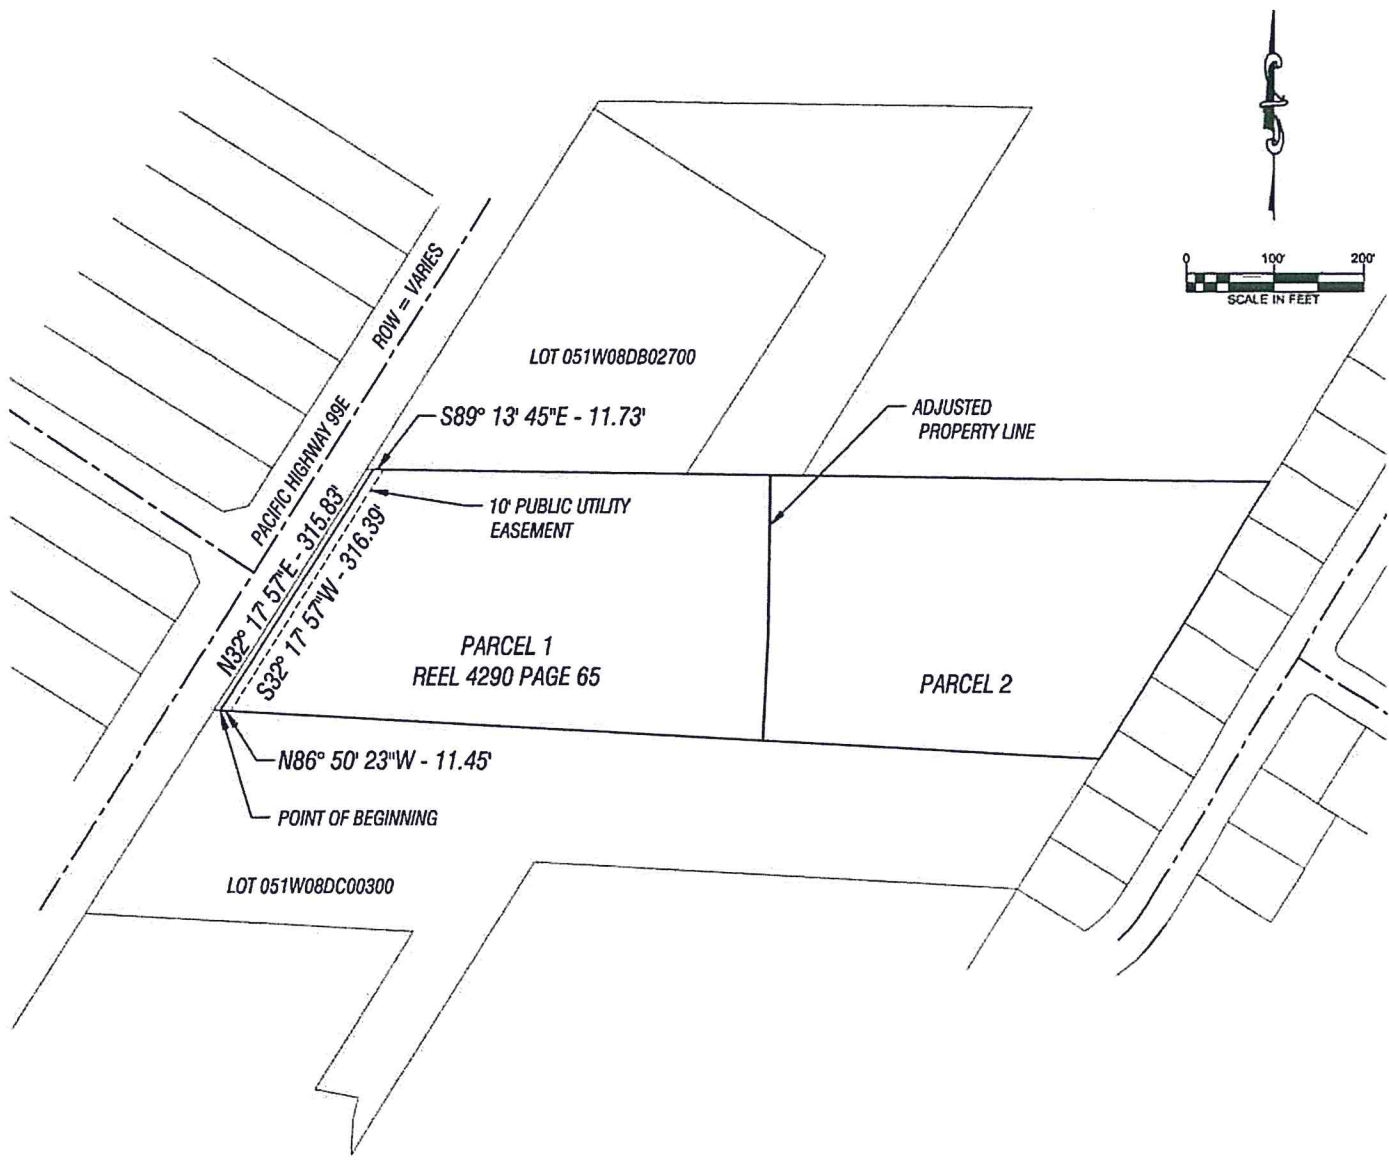 0 100' 200'
SCALE IN FEET
ROW = VARIES
PACIFIC HIGHWAY 99E
LOT 051W08DB02700
S89° 13' 45"E - 11.73'
ADJUSTED
PROPERTY LINE
10' PUBLIC UTILITY
EASEMENT
N32° 17' 57"E - 315.83'
S32° 17' 57"W - 316.39'
PARCEL 1
REEL 4290 PAGE 65
PARCEL 2
N86° 50' 23"W - 11.45'
POINT OF BEGINNING
LOT 051W08DC00300